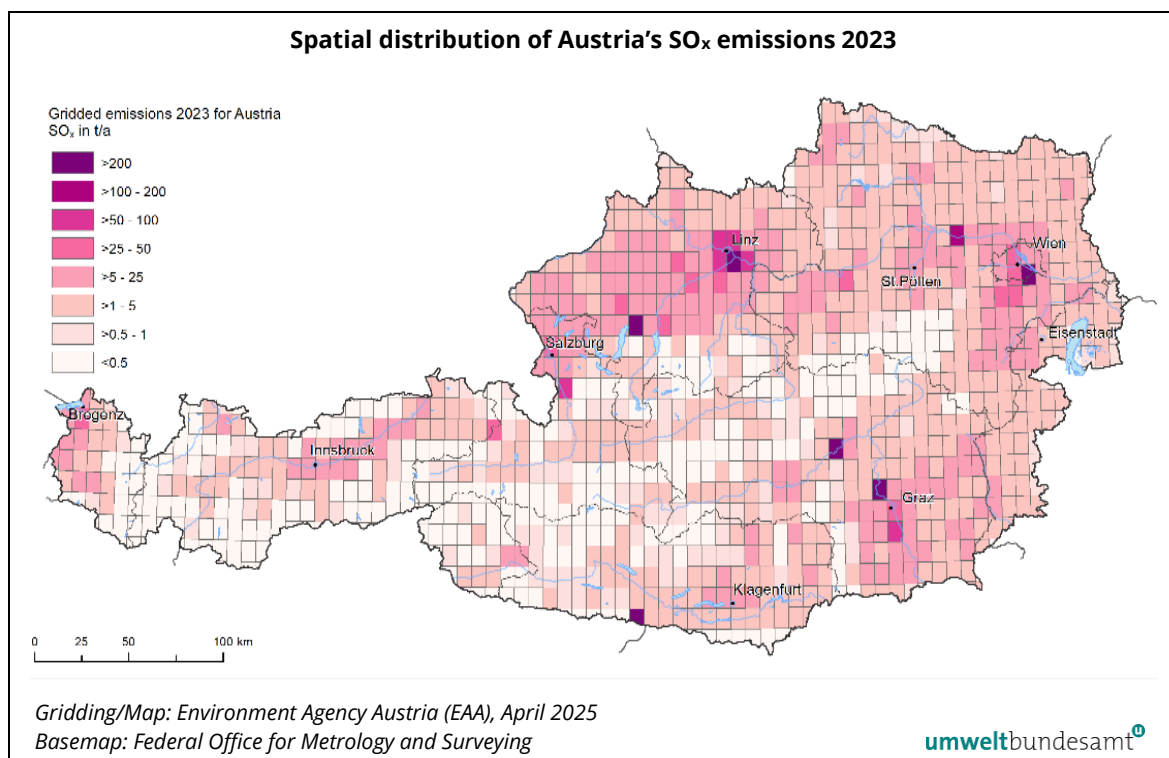 Spatial distribution of Austria's SOₓ emissions 2023
Gridded emissions 2023 for Austria
SOₓ in t/a
>200
>100 - 200
>50 - 100
>25 - 50
>5 - 25
>1 - 5
>0.5 - 1
<0.5
Linz
Wien
St.Pölten
Eisenstadt
Salzburg
Bregenz
Innsbruck
Graz
Klagenfurt
0 25 50 100 km
Gridding/Map: Environment Agency Austria (EAA), April 2025
Basemap: Federal Office for Metrology and Surveying
umweltbundesamt u